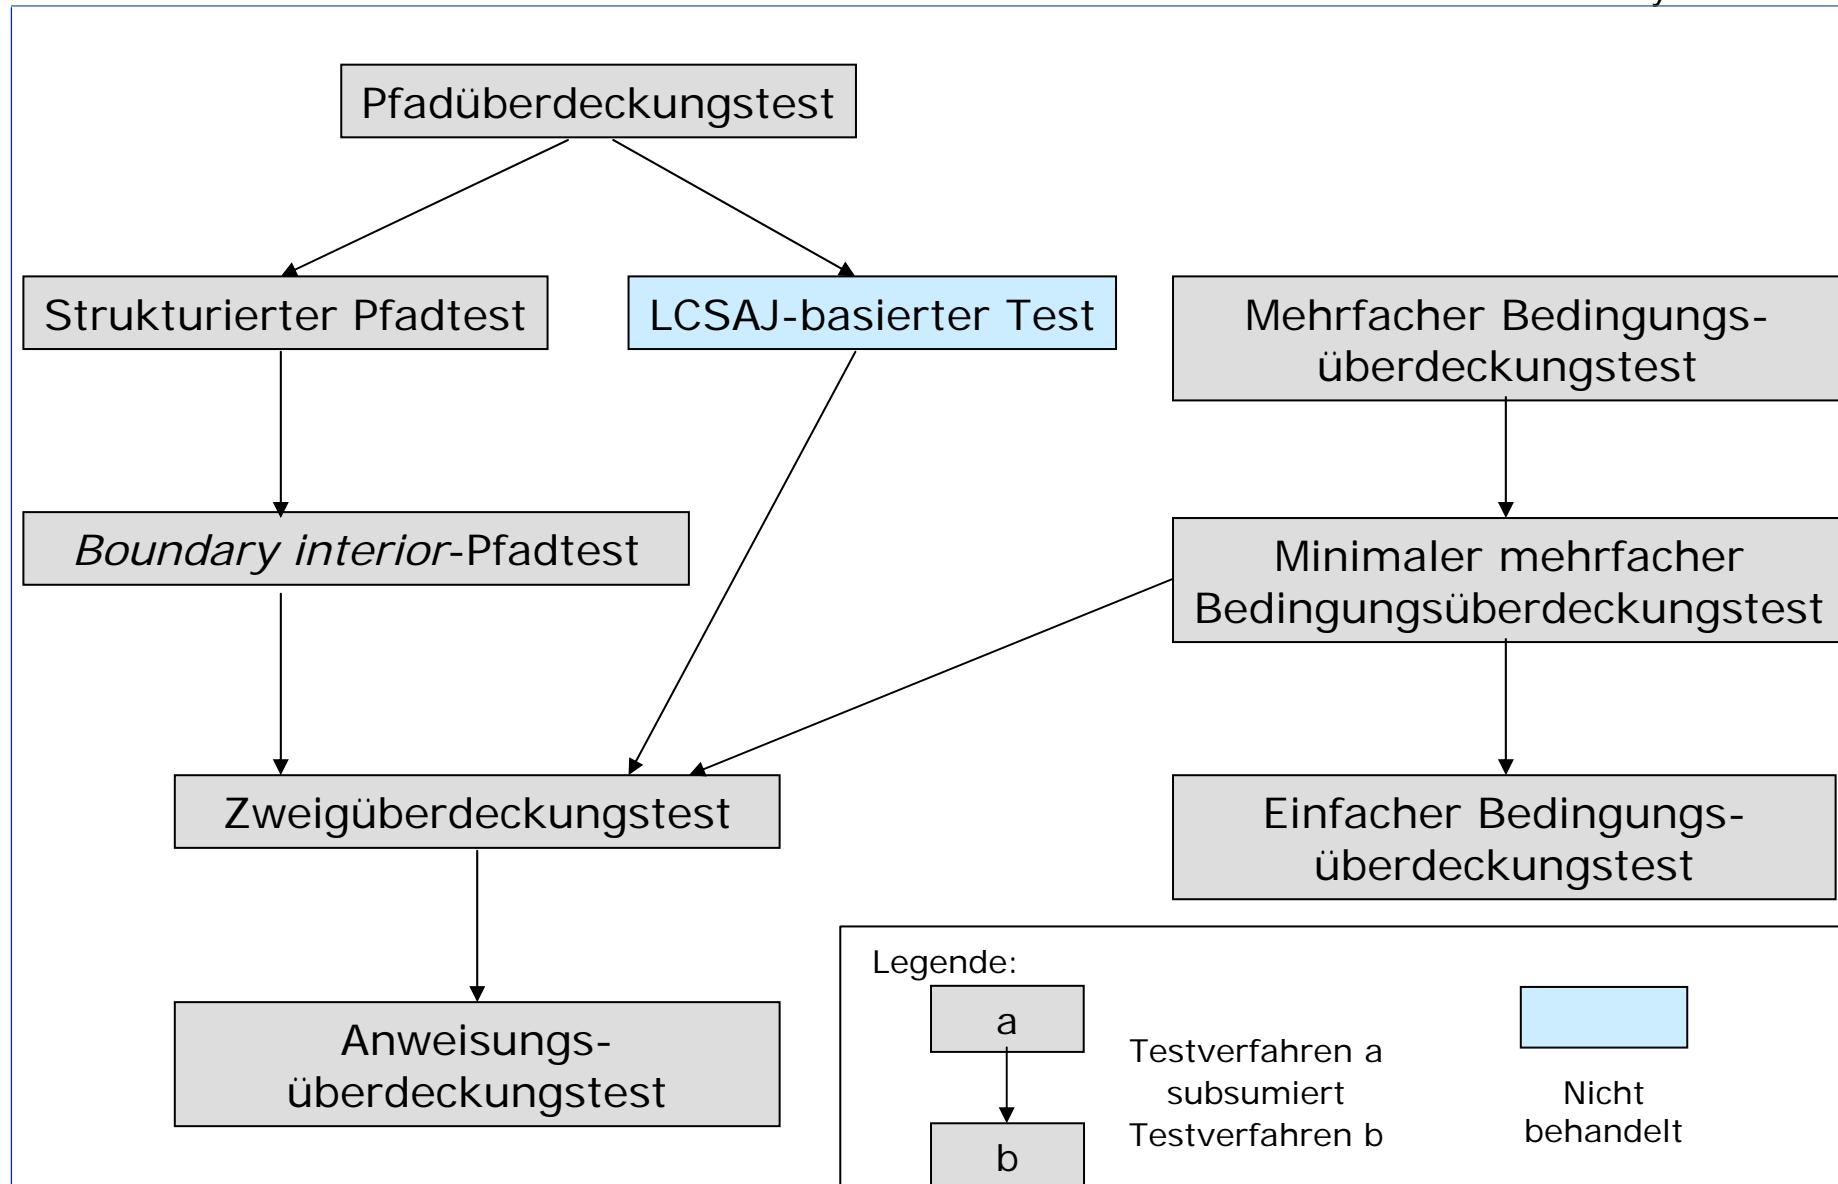 Pfadüberdeckungstest
Strukturierter Pfadtest
LCSAJ-basierter Test
Mehrfacher Bedingungs-
überdeckungstest
Boundary interior-Pfadtest
Minimaler mehrfacher
Bedingungsüberdeckungstest
Zweigüberdeckungstest
Einfacher Bedingungs-
überdeckungstest
Anweisungs-
überdeckungstest
Legende:
a
b
Testverfahren a
subsumiert
Testverfahren b
Nicht
behandelt